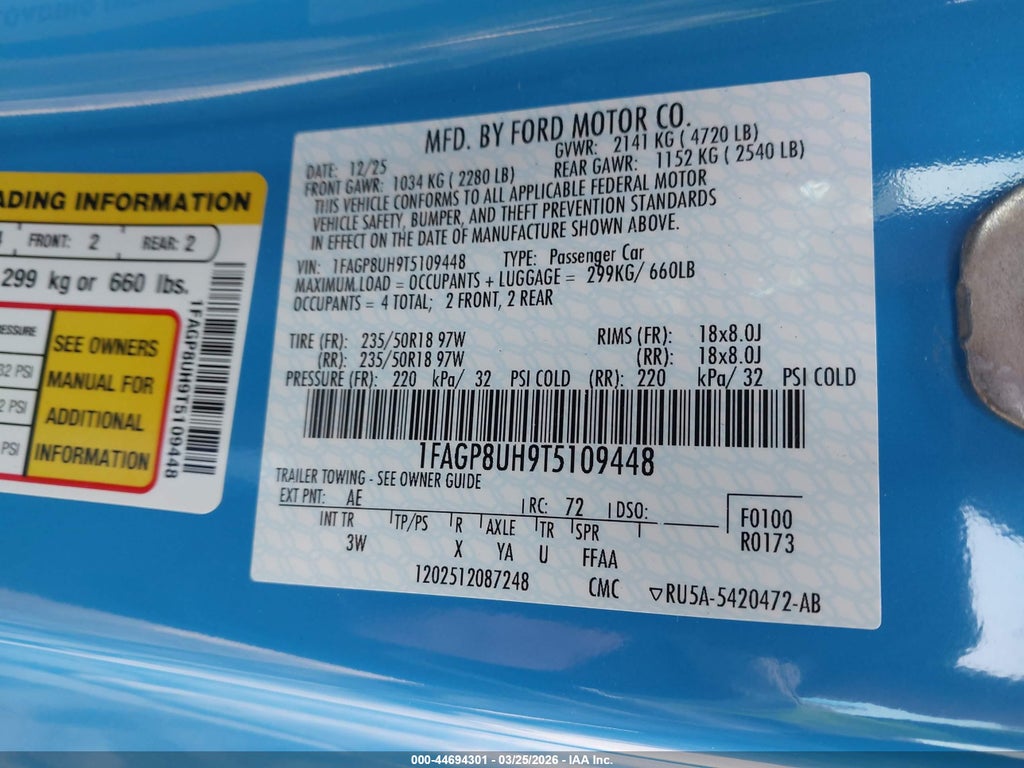 ADING INFORMATION
FRONT: 2 REAR: 2
299 kg or 660 lbs.
ESSURE
32 PSI
2 PSI
PSI
SEE OWNERS
MANUAL FOR
ADDITIONAL
INFORMATION
1FAGP8UH9T5109448
MFD. BY FORD MOTOR CO.
DATE: 12/25 GVWR: 2141 KG ( 4720 LB)
FRONT GAWR: 1034 KG ( 2280 LB) REAR GAWR: 1152 KG ( 2540 LB)
THIS VEHICLE CONFORMS TO ALL APPLICABLE FEDERAL MOTOR
VEHICLE SAFETY, BUMPER, AND THEFT PREVENTION STANDARDS
IN EFFECT ON THE DATE OF MANUFACTURE SHOWN ABOVE.
VIN: 1FAGP8UH9T5109448 TYPE: Passenger Car
MAXIMUM LOAD = OCCUPANTS + LUGGAGE = 299KG/ 660LB
OCCUPANTS = 4 TOTAL; 2 FRONT, 2 REAR
TIRE (FR): 235/50R18 97W RIMS (FR): 18x8.0J
(RR): 235/50R18 97W (RR): 18x8.0J
PRESSURE (FR): 220 kPa/ 32 PSI COLD (RR): 220 kPa/ 32 PSI COLD
1FAGP8UH9T5109448
TRAILER TOWING - SEE OWNER GUIDE
EXT PNT: AE RC: 72 DSO:
F0100
R0173
INT TR TP/PS R AXLE TR SPR
3W X YA U FFAA
1202512087248 CMC ▽RU5A-5420472-AB
000-44694301 - 03/25/2026 - IAA Inc.